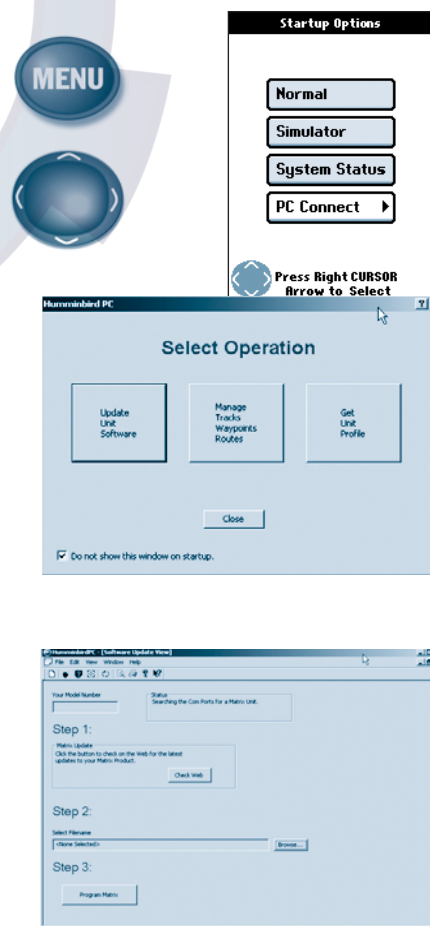 MENU
Startup Options
Normal
Simulator
System Status
PC Connect
Press Right CURSOR
Arrow to Select
Humminbird PC
Select Operation
Update
Unit
Software
Manage
Tracks
Waypoints
Routes
Get
Unit
Profile
Close
Do not show this window on startup.
HumminbirdPC - [Software Update View]
File Edit View Window Help
Your Model Number
Status
Searching the Com Ports for a Matrix Unit.
Step 1:
Matrix Update
Click the button to check on the Web for the latest
updates to your Matrix Product.
Check Web
Step 2:
Select Filename
<None Selected>
Browse...
Step 3:
Program Matrix